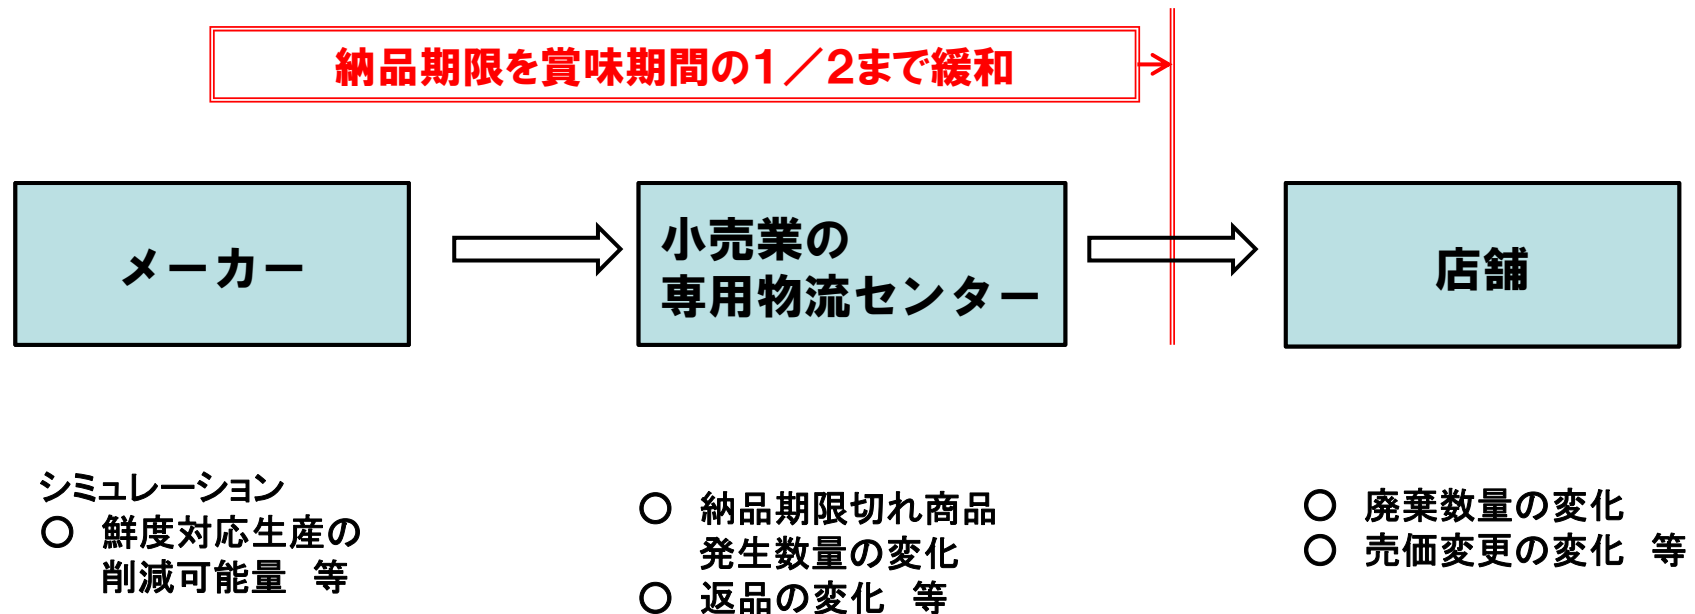 納品期限を賞味期間の1／2まで緩和
メーカー
小売業の
専用物流センター
店舗
シミュレーション
○ 鮮度対応生産の
削減可能量 等
○ 納品期限切れ商品
発生数量の変化
○ 返品の変化 等
○ 廃棄数量の変化
○ 売価変更の変化 等